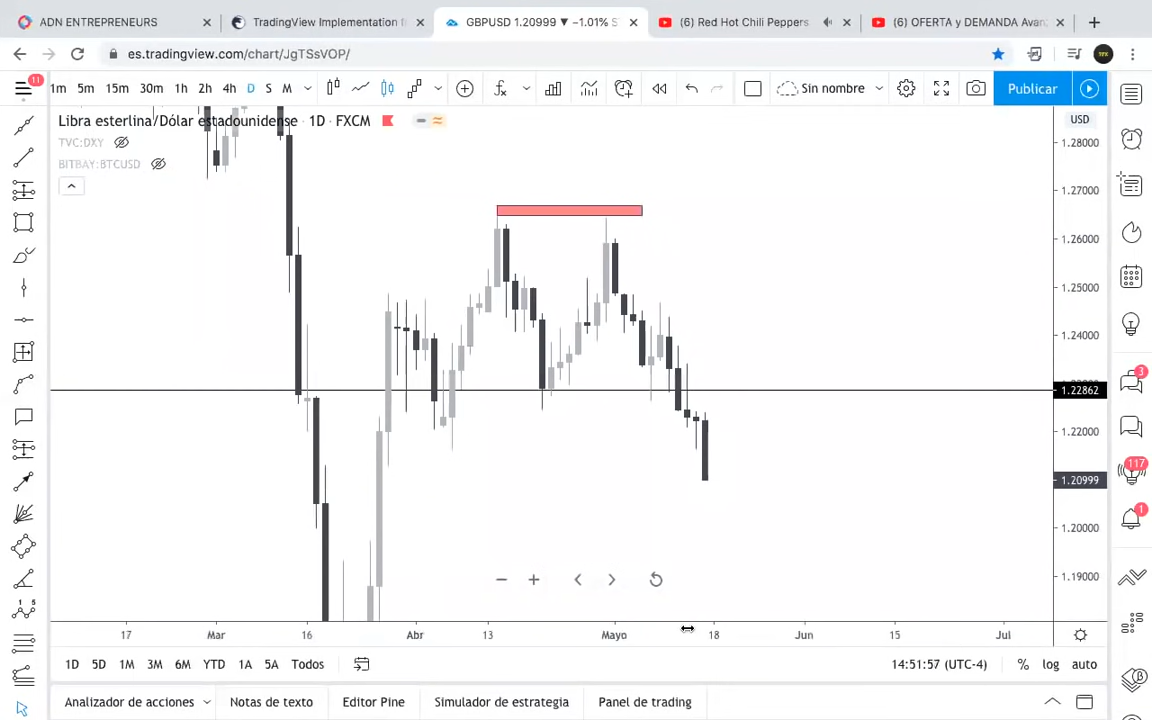 ADN ENTREPRENEURS
TradingView Implementation f
GBPUSD 1.20999 ▼ −1.01% S
(6) Red Hot Chili Peppers
(6) OFERTA y DEMANDA Avan
es.tradingview.com/chart/JgTSsVOP/
TFX
11
1m 5m 15m 30m 1h 2h 4h D S M
Sin nombre
Publicar
Libra esterlina/Dólar estadounidense · 1D · FXCM
TVC:DXY
BITBAY:BTCUSD
USD
1.28000
1.27000
1.26000
1.25000
1.24000
1.22862
1.22000
1.20999
1.20000
1.19000
3
117
1
17 Mar 16 Abr 13 Mayo 18 Jun 15 Jul
1D 5D 1M 3M 6M YTD 1A 5A Todos
14:51:57 (UTC-4)
% log auto
Analizador de acciones
Notas de texto
Editor Pine
Simulador de estrategia
Panel de trading